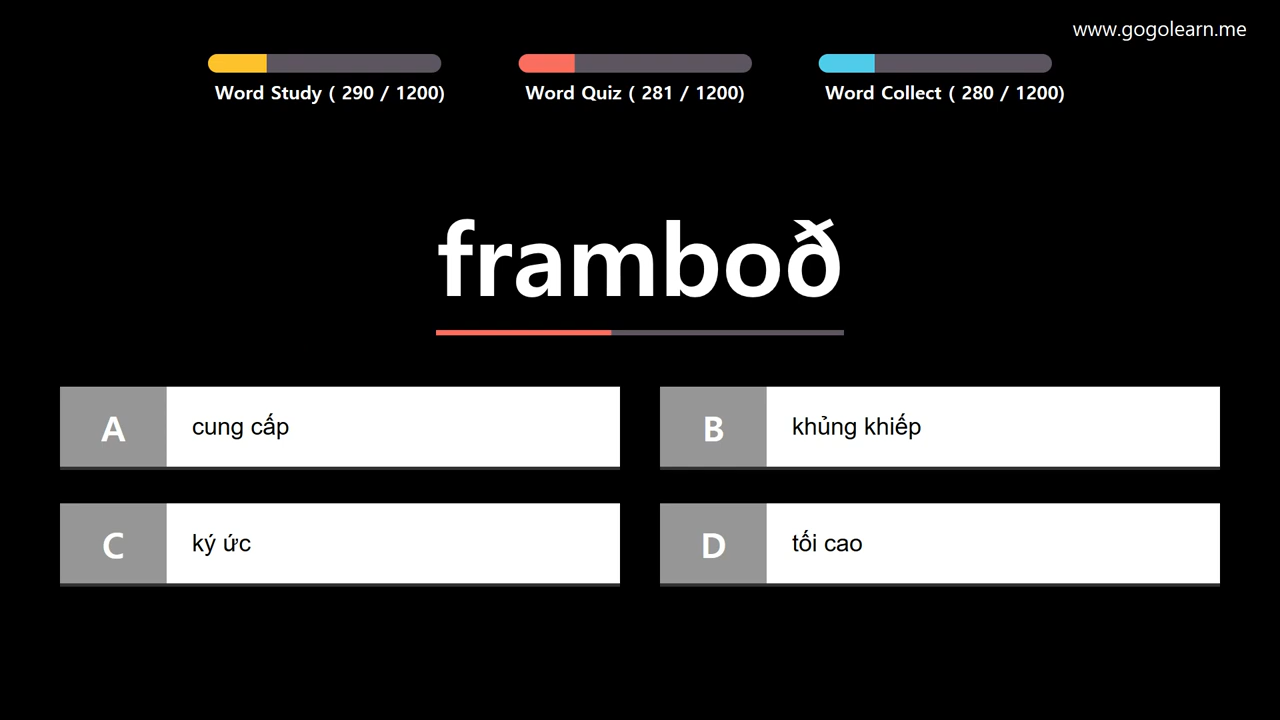 www.gogolearn.me
Word Study ( 290 / 1200)
Word Quiz ( 281 / 1200)
Word Collect ( 280 / 1200)
framboð
A
cung cấp
B
khủng khiếp
C
ký ức
D
tối cao